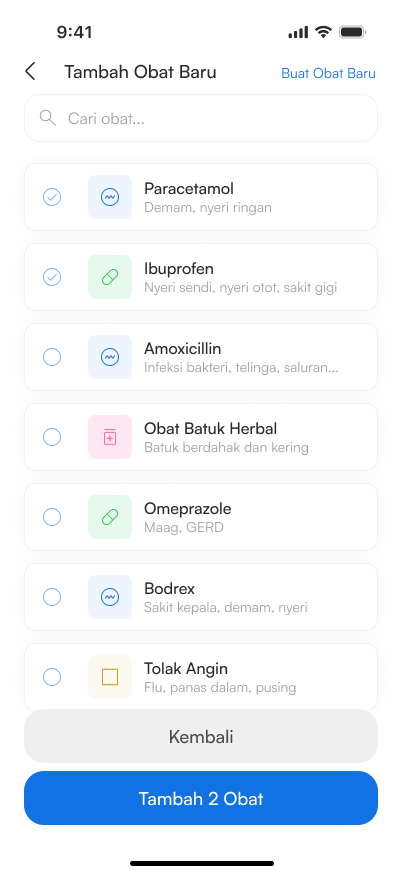 9:41
Tambah Obat Baru
Buat Obat Baru
Cari obat...
Paracetamol
Demam, nyeri ringan
Ibuprofen
Nyeri sendi, nyeri otot, sakit gigi
Amoxicillin
Infeksi bakteri, telinga, saluran...
Obat Batuk Herbal
Batuk berdahak dan kering
Omeprazole
Maag, GERD
Bodrex
Sakit kepala, demam, nyeri
Tolak Angin
Flu, panas dalam, pusing
Kembali
Tambah 2 Obat